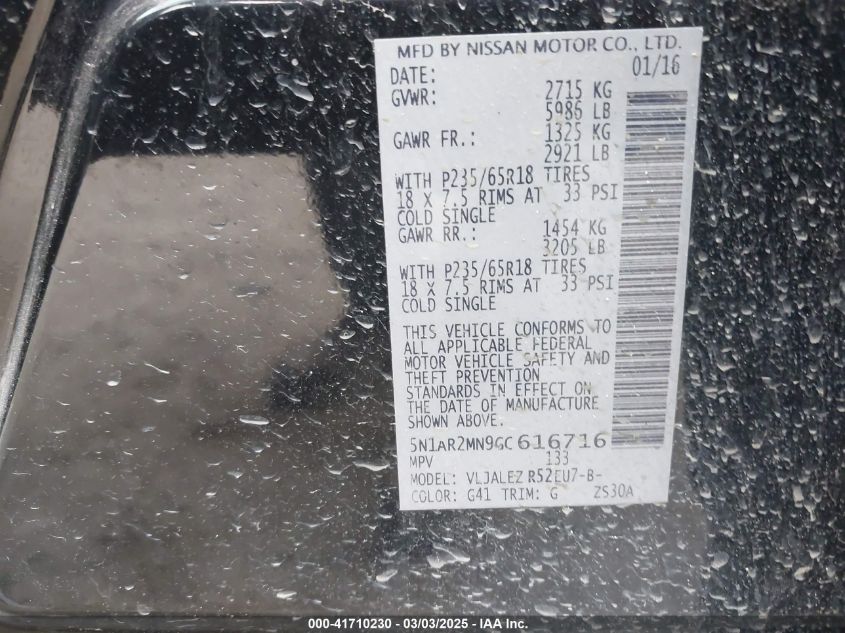 MFD BY NISSAN MOTOR CO., LTD.
DATE: 01/16
GVWR: 2715 KG
5986 LB
GAWR FR.: 1325 KG
2921 LB
WITH P235/65R18 TIRES
18 X 7.5 RIMS AT 33 PSI
COLD SINGLE
GAWR RR.: 1454 KG
3205 LB
WITH P235/65R18 TIRES
18 X 7.5 RIMS AT 33 PSI
COLD SINGLE
THIS VEHICLE CONFORMS TO
ALL APPLICABLE FEDERAL
MOTOR VEHICLE SAFETY AND
THEFT PREVENTION
STANDARDS IN EFFECT ON
THE DATE OF MANUFACTURE
SHOWN ABOVE.
5N1AR2MN9GC616716
MPV 133
MODEL: VLJALEZ R52EU7-B-
COLOR: G41 TRIM: G ZS30A
000-41710230 - 03/03/2025 - IAA Inc.